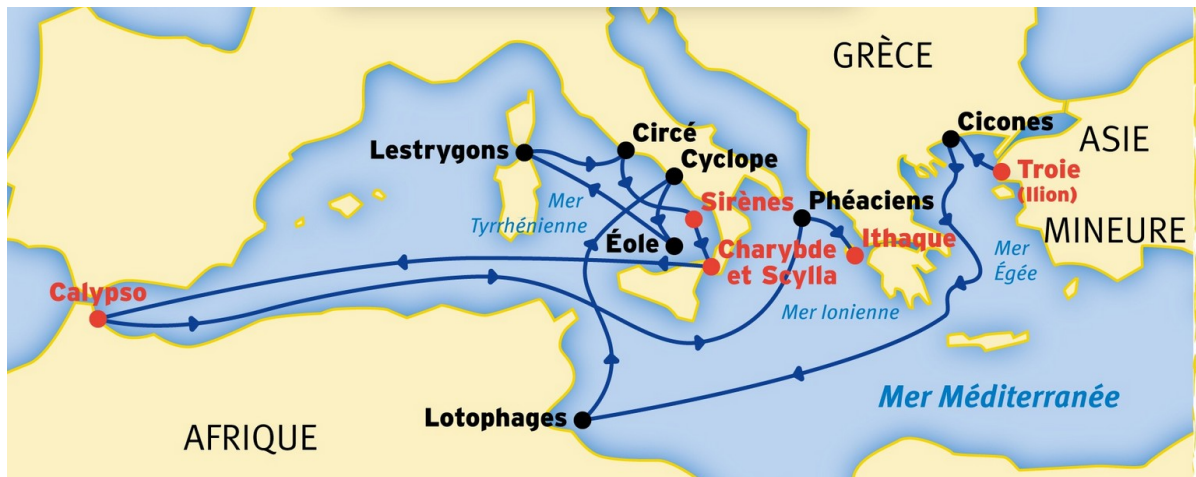 GRÈCE
Cicones
ASIE
Circé
Lestrygons
Cyclope
Troie
(Ilion)
Mer
Tyrrhénienne
Sirènes
Phéaciens
MINEURE
Éole
Charybde
et Scylla
Ithaque
Mer
Égée
Calypso
Mer Ionienne
Mer Méditerranée
Lotophages
AFRIQUE